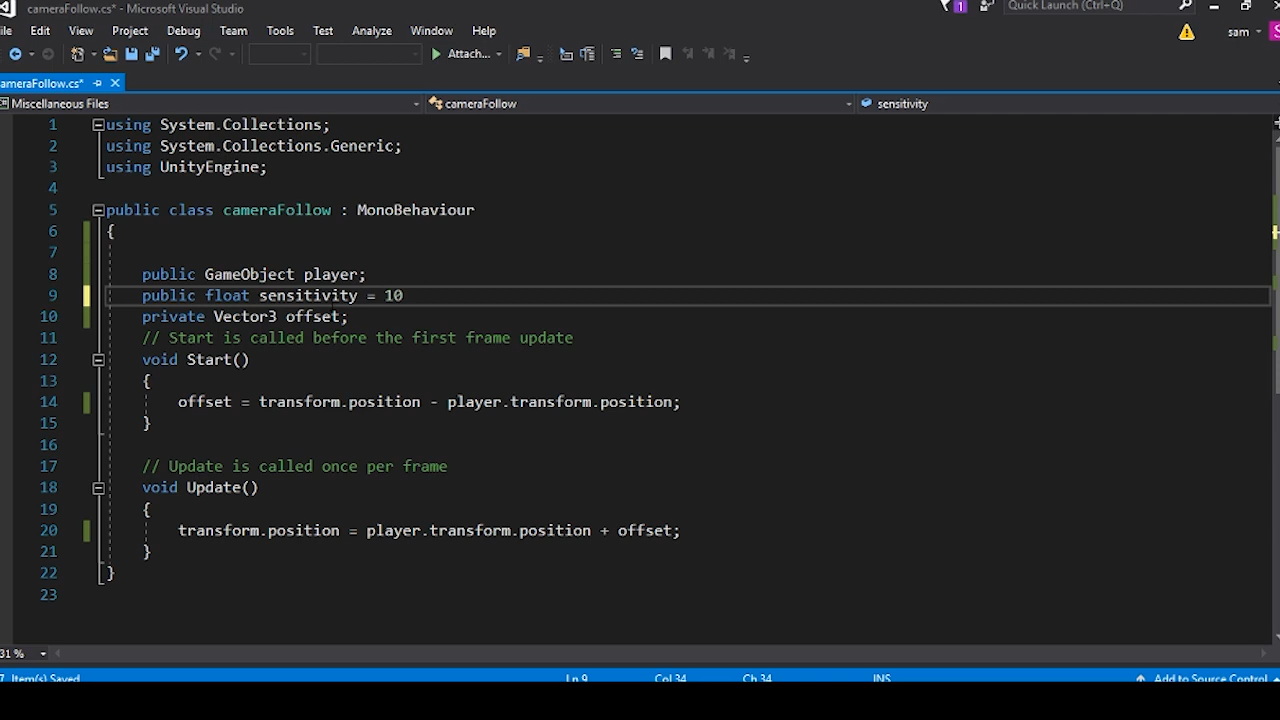 cameraFollow.cs* - Microsoft Visual Studio
Quick Launch (Ctrl+Q)
1
ile Edit View Project Debug Team Tools Test Analyze Window Help
sam
S
Attach...
ameraFollow.cs*
Miscellaneous Files
cameraFollow
sensitivity
1 using System.Collections;
2 using System.Collections.Generic;
3 using UnityEngine;
4
5 public class cameraFollow : MonoBehaviour
6 {
7
8 public GameObject player;
9 public float sensitivity = 10
10 private Vector3 offset;
11 // Start is called before the first frame update
12 void Start()
13 {
14 offset = transform.position - player.transform.position;
15 }
16
17 // Update is called once per frame
18 void Update()
19 {
20 transform.position = player.transform.position + offset;
21 }
22 }
23
31 %
7 Item(s) Saved
Ln 9
Col 34
Ch 34
INS
Add to Source Control